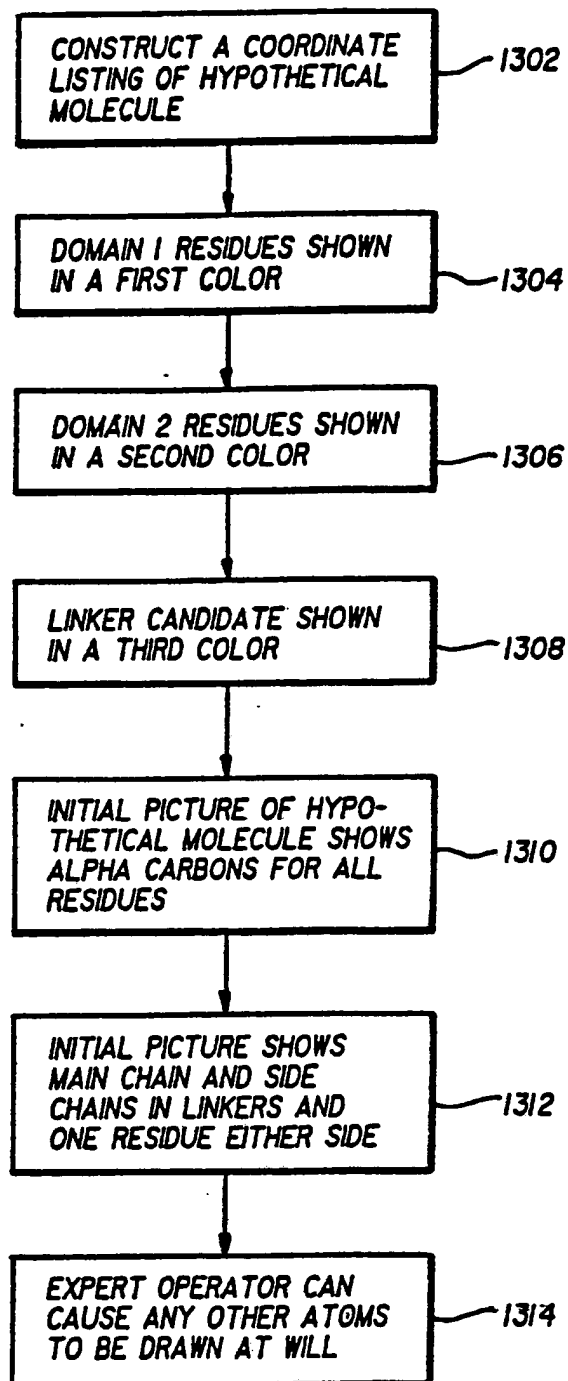 CONSTRUCT A COORDINATE
LISTING OF HYPOTHETICAL
MOLECULE
1302
DOMAIN 1 RESIDUES SHOWN
IN A FIRST COLOR
1304
DOMAIN 2 RESIDUES SHOWN
IN A SECOND COLOR
1306
LINKER CANDIDATE SHOWN
IN A THIRD COLOR
1308
INITIAL PICTURE OF HYPO-
THETICAL MOLECULE SHOWS
ALPHA CARBONS FOR ALL
RESIDUES
1310
INITIAL PICTURE SHOWS
MAIN CHAIN AND SIDE
CHAINS IN LINKERS AND
ONE RESIDUE EITHER SIDE
1312
EXPERT OPERATOR CAN
CAUSE ANY OTHER ATOMS
TO BE DRAWN AT WILL
1314